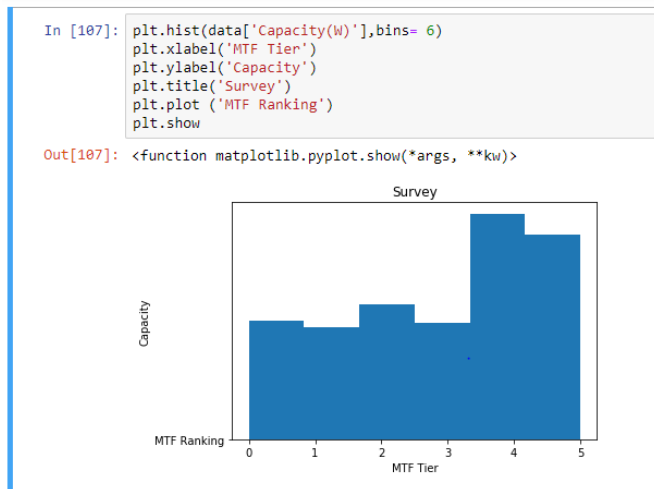 In [107]: plt.hist(data['Capacity(W)'],bins= 6)
plt.xlabel('MTF Tier')
plt.ylabel('Capacity')
plt.title('Survey')
plt.plot ('MTF Ranking')
plt.show
Out[107]: <function matplotlib.pyplot.show(*args, **kw)>
Survey
Capacity
MTF Ranking
0 1 2 3 4 5
MTF Tier